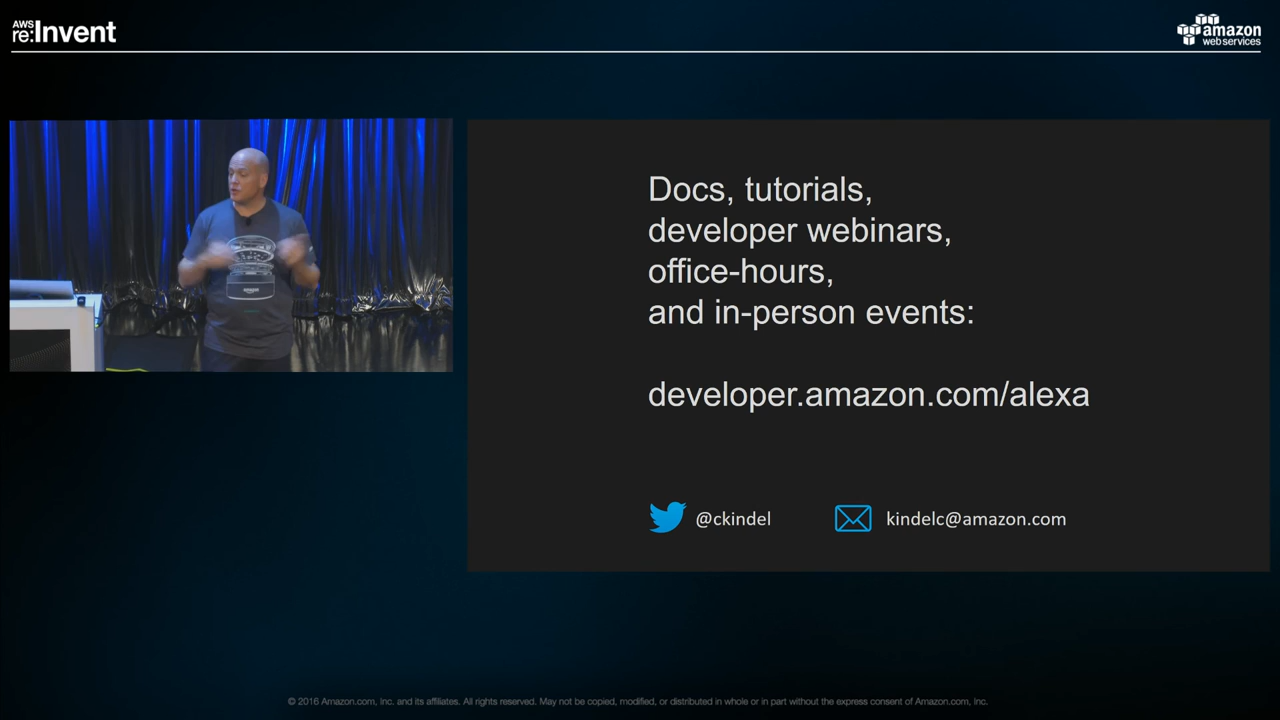 AWS
re:Invent
amazon
web services
Docs, tutorials,
developer webinars,
office-hours,
and in-person events:
developer.amazon.com/alexa
@ckindel
kindelc@amazon.com
amazon
© 2016 Amazon.com, Inc. and its affiliates. All rights reserved. May not be copied, modified, or distributed in whole or in part without the express consent of Amazon.com, Inc.